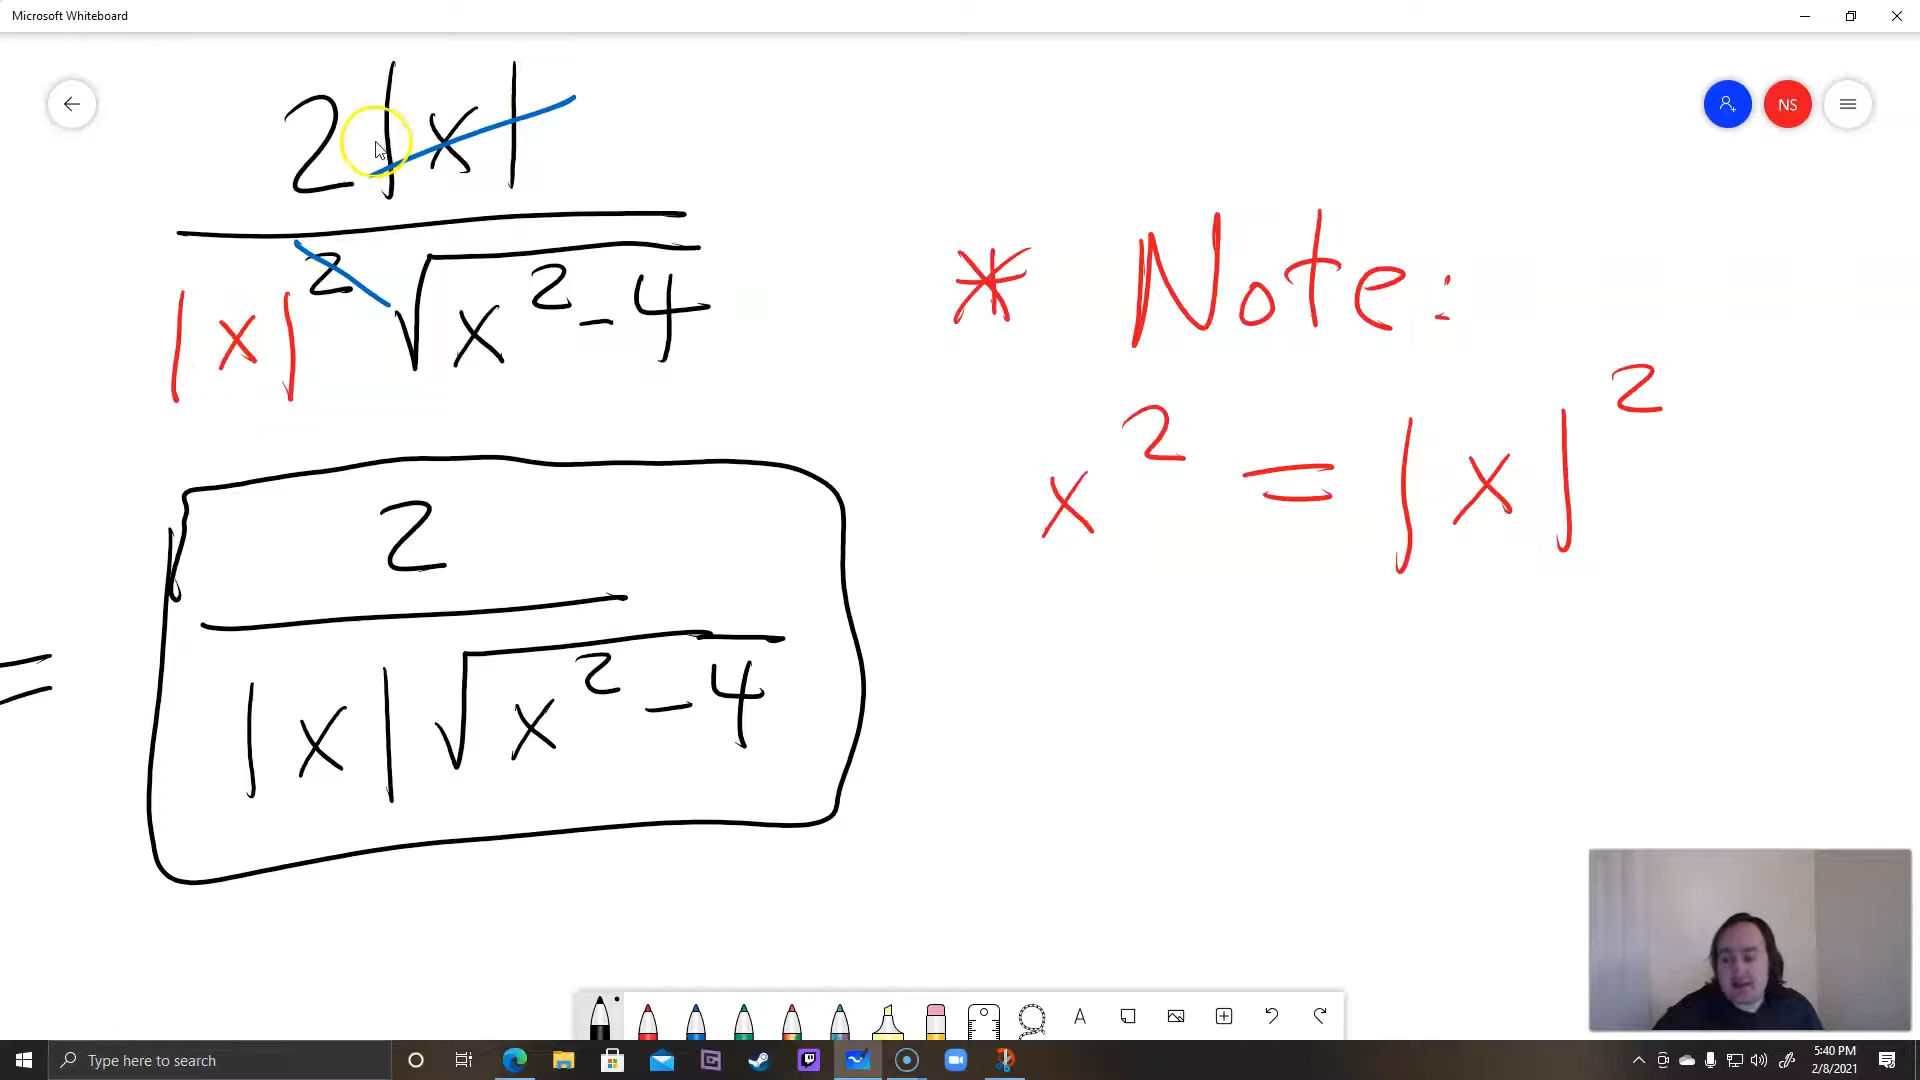 Microsoft Whiteboard
NS
2|x|
|x|² √x²-4
* Note:
x² = |x|²
2
= |x| √x²-4
A
Type here to search
5:40 PM
2/8/2021